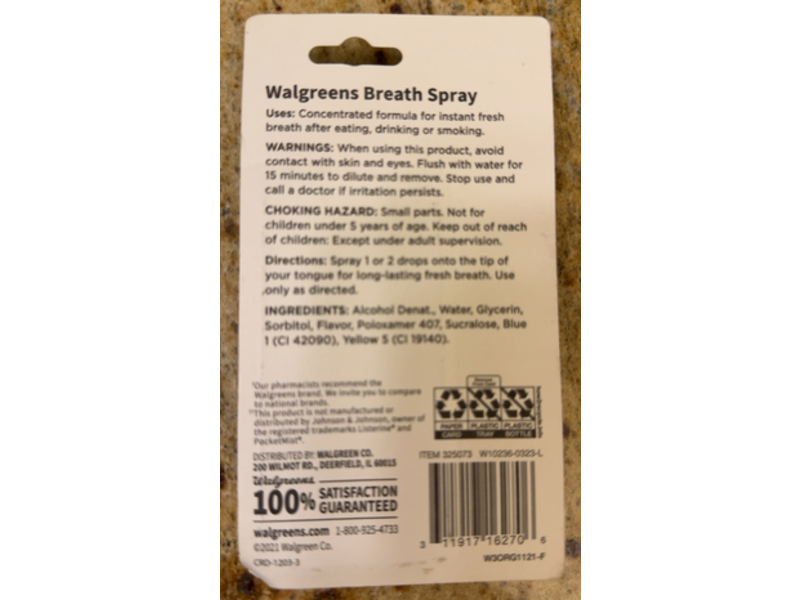 Walgreens Breath Spray
Uses: Concentrated formula for instant fresh
breath after eating, drinking or smoking.
WARNINGS: When using this product, avoid
contact with skin and eyes. Flush with water for
15 minutes to dilute and remove. Stop use and
call a doctor if irritation persists.
CHOKING HAZARD: Small parts. Not for
children under 5 years of age. Keep out of reach
of children: Except under adult supervision.
Directions: Spray 1 or 2 drops onto the tip of
your tongue for long-lasting fresh breath. Use
only as directed.
INGREDIENTS: Alcohol Denat., Water, Glycerin,
Sorbitol, Flavor, Poloxamer 407, Sucralose, Blue
1 (CI 42090), Yellow 5 (CI 19140).
†Our pharmacists recommend the
Walgreens brand. We invite you to compare
to national brands.
††This product is not manufactured or
distributed by Johnson & Johnson, owner of
the registered trademarks Listerine® and
PocketMist®.
DISTRIBUTED BY: WALGREEN CO.
200 WILMOT RD., DEERFIELD, IL 60015
Walgreens
100% SATISFACTION
GUARANTEED
walgreens.com 1-800-925-4733
©2021 Walgreen Co.
CRD-1203-3
PAPER PLASTIC PLASTIC
CARD TRAY BOTTLE
how2recycle.info
ITEM 325073 W10236-0323-L
3 11917 16270 6
W3ORG1121-F